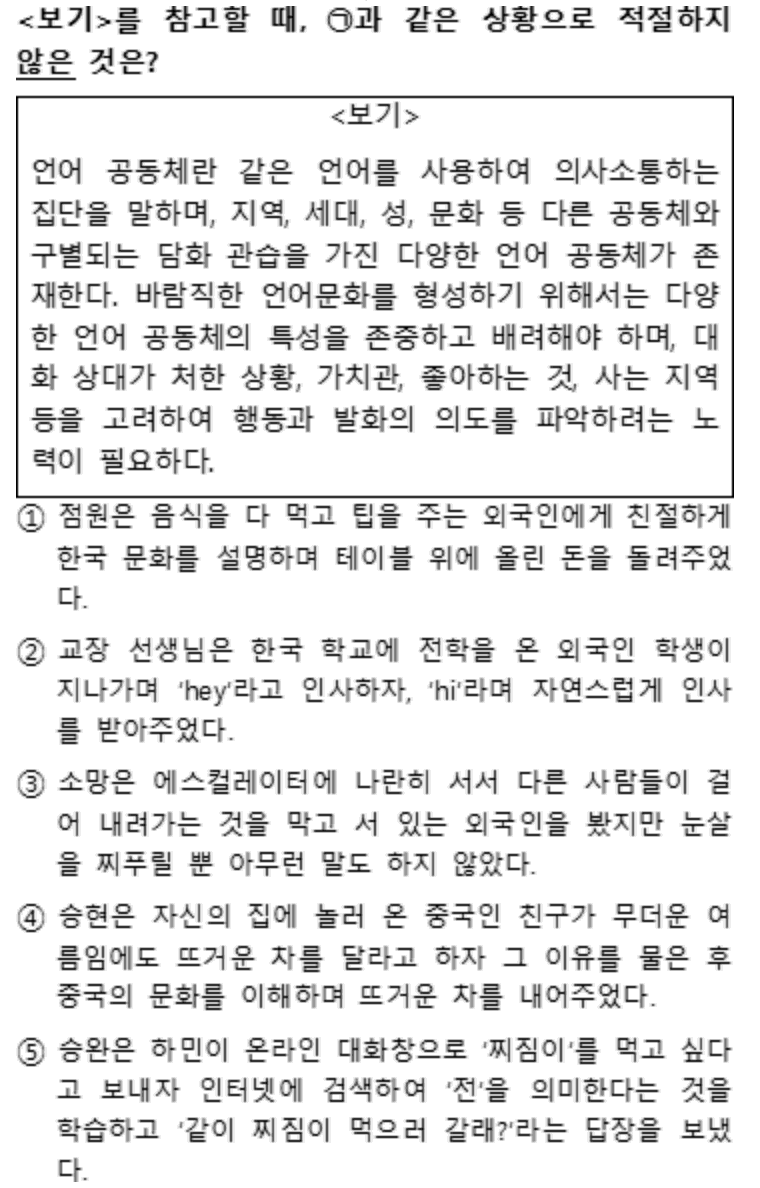 <보기>를 참고할 때, ㉠과 같은 상황으로 적절하지
않은 것은?
<보기>
언어 공동체란 같은 언어를 사용하여 의사소통하는
집단을 말하며, 지역, 세대, 성, 문화 등 다른 공동체와
구별되는 담화 관습을 가진 다양한 언어 공동체가 존
재한다. 바람직한 언어문화를 형성하기 위해서는 다양
한 언어 공동체의 특성을 존중하고 배려해야 하며, 대
화 상대가 처한 상황, 가치관, 좋아하는 것, 사는 지역
등을 고려하여 행동과 발화의 의도를 파악하려는 노
력이 필요하다.
① 점원은 음식을 다 먹고 팁을 주는 외국인에게 친절하게
한국 문화를 설명하며 테이블 위에 올린 돈을 돌려주었
다.
② 교장 선생님은 한국 학교에 전학을 온 외국인 학생이
지나가며 'hey'라고 인사하자, 'hi'라며 자연스럽게 인사
를 받아주었다.
③ 소망은 에스컬레이터에 나란히 서서 다른 사람들이 걸
어 내려가는 것을 막고 서 있는 외국인을 봤지만 눈살
을 찌푸릴 뿐 아무런 말도 하지 않았다.
④ 승현은 자신의 집에 놀러 온 중국인 친구가 무더운 여
름임에도 뜨거운 차를 달라고 하자 그 이유를 물은 후
중국의 문화를 이해하며 뜨거운 차를 내어주었다.
⑤ 승완은 하민이 온라인 대화창으로 '찌짐이'를 먹고 싶다
고 보내자 인터넷에 검색하여 '전'을 의미한다는 것을
학습하고 '같이 찌짐이 먹으러 갈래?'라는 답장을 보냈
다.